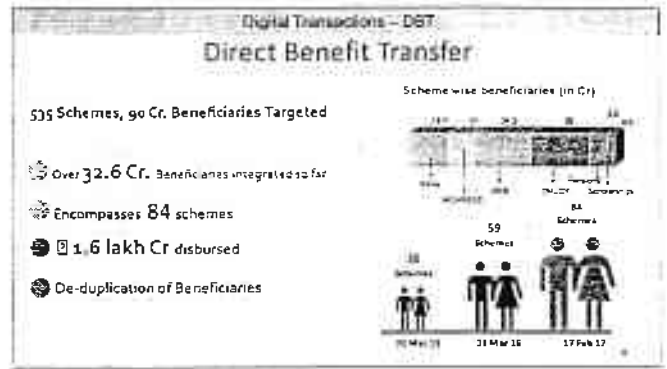 Digital Transactions – DBT
Direct Benefit Transfer
535 Schemes, 90 Cr. Beneficiaries Targeted
Over 32.6 Cr. Beneficiaries integrated so far
Encompasses 84 schemes
1.6 lakh Cr disbursed
De-duplication of Beneficiaries
Scheme wise beneficiaries (in Cr)
Scholarships
84
Schemes
59
Schemes
Schemes
31 Mar 16
17 Feb 17